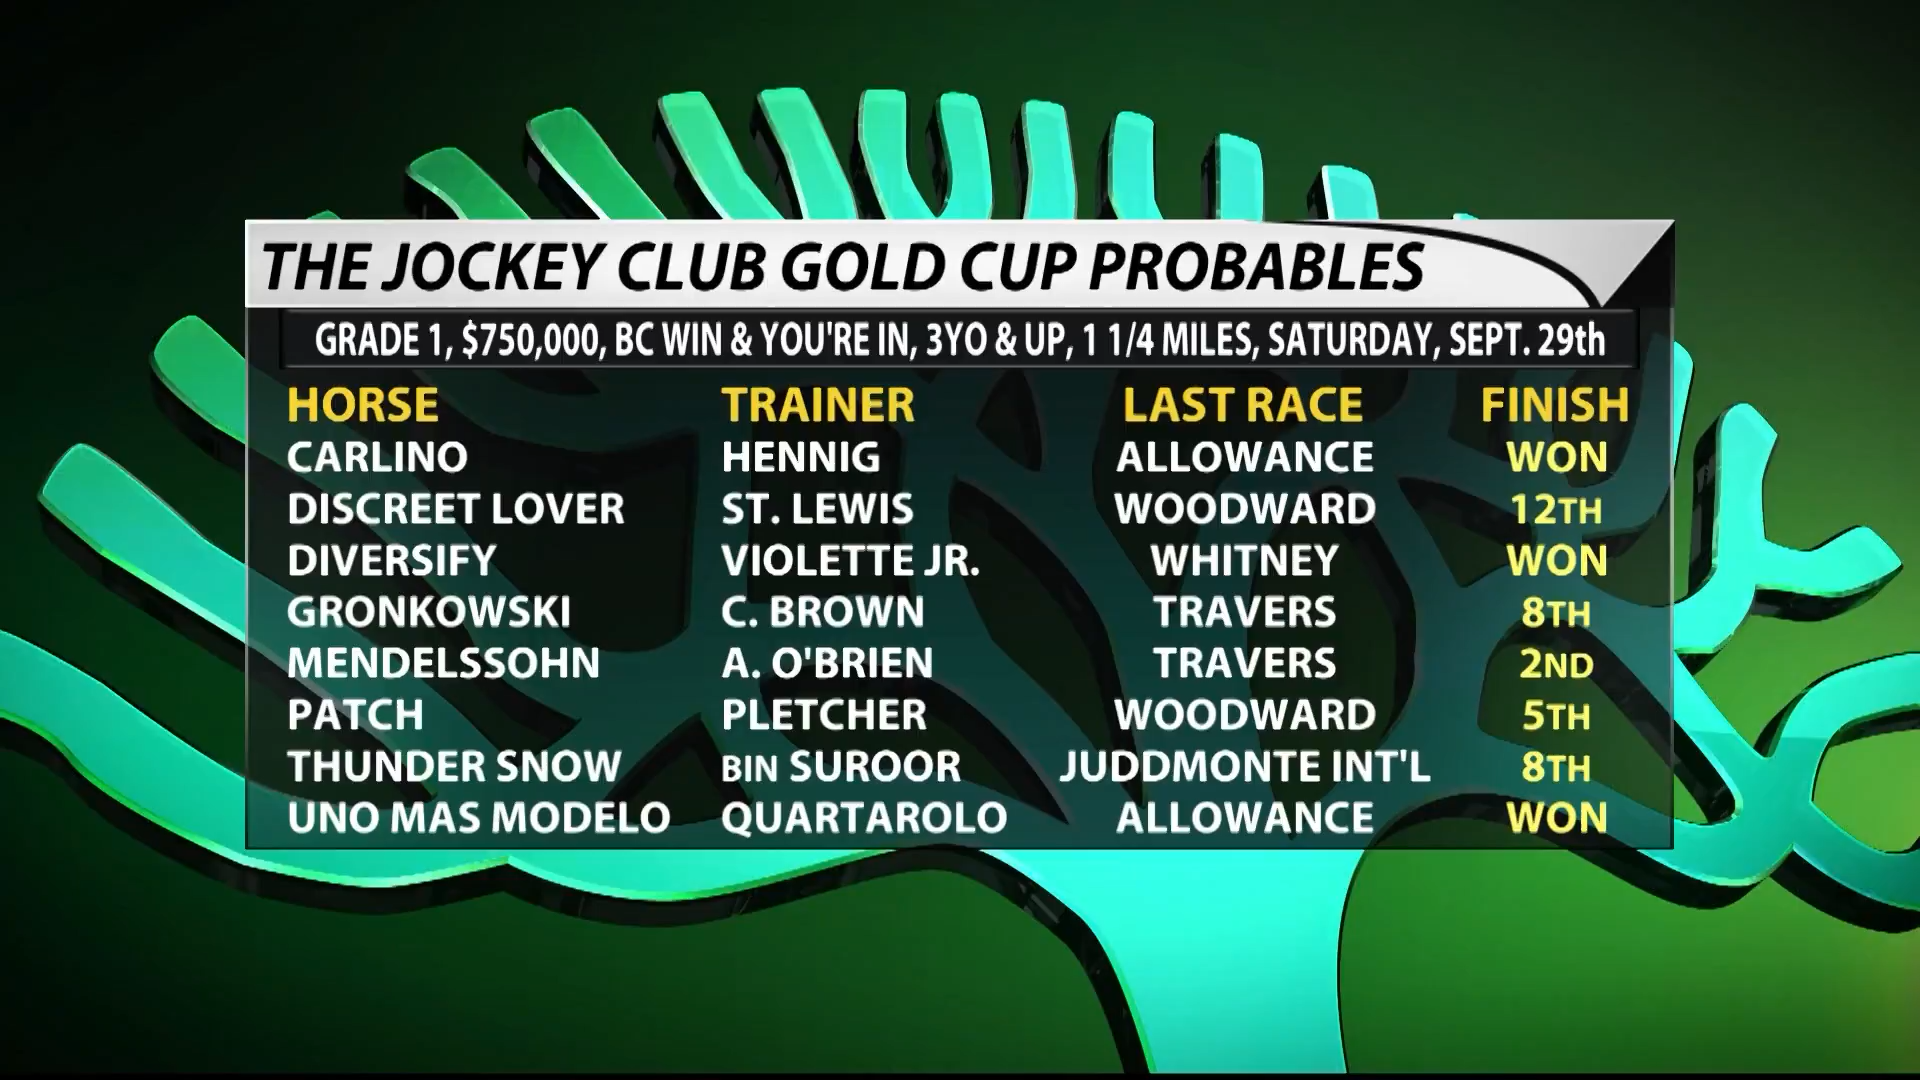 THE JOCKEY CLUB GOLD CUP PROBABLES
GRADE 1, $750,000, BC WIN & YOU'RE IN, 3YO & UP, 1 1/4 MILES, SATURDAY, SEPT. 29th
HORSE TRAINER LAST RACE FINISH
CARLINO HENNIG ALLOWANCE WON
DISCREET LOVER ST. LEWIS WOODWARD 12TH
DIVERSIFY VIOLETTE JR. WHITNEY WON
GRONKOWSKI C. BROWN TRAVERS 8TH
MENDELSSOHN A. O'BRIEN TRAVERS 2ND
PATCH PLETCHER WOODWARD 5TH
THUNDER SNOW BIN SUROOR JUDDMONTE INT'L 8TH
UNO MAS MODELO QUARTAROLO ALLOWANCE WON